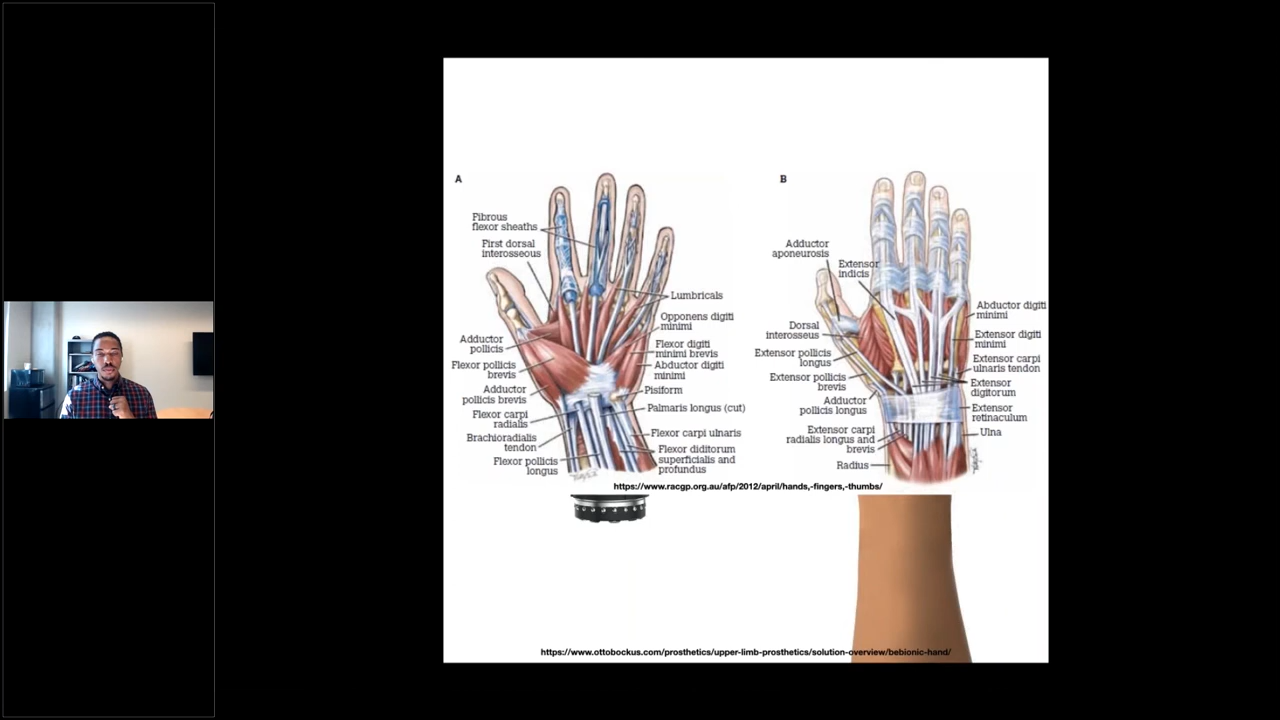 A
Fibrous
flexor sheaths
First dorsal
interosseous
Adductor
pollicis
Flexor pollicis
brevis
Adductor
pollicis brevis
Flexor carpi
radialis
Brachioradialis
tendon
Flexor pollicis
longus
Lumbricals
Opponens digiti
minimi
Flexor digiti
minimi brevis
Abductor digiti
minimi
Pisiform
Palmaris longus (cut)
Flexor carpi ulnaris
Flexor diditorum
superficialis and
profundus
B
Adductor
aponeurosis
Extensor
indicis
Dorsal
interosseus
Extensor pollicis
longus
Extensor pollicis
brevis
Adductor
pollicis longus
Extensor carpi
radialis longus and
brevis
Radius
Abductor digiti
minimi
Extensor digiti
minimi
Extensor carpi
ulnaris tendon
Extensor
digitorum
Extensor
retinaculum
Ulna
https://www.racgp.org.au/afp/2012/april/hands,-fingers,-thumbs/
https://www.ottobockus.com/prosthetics/upper-limb-prosthetics/solution-overview/bebionic-hand/